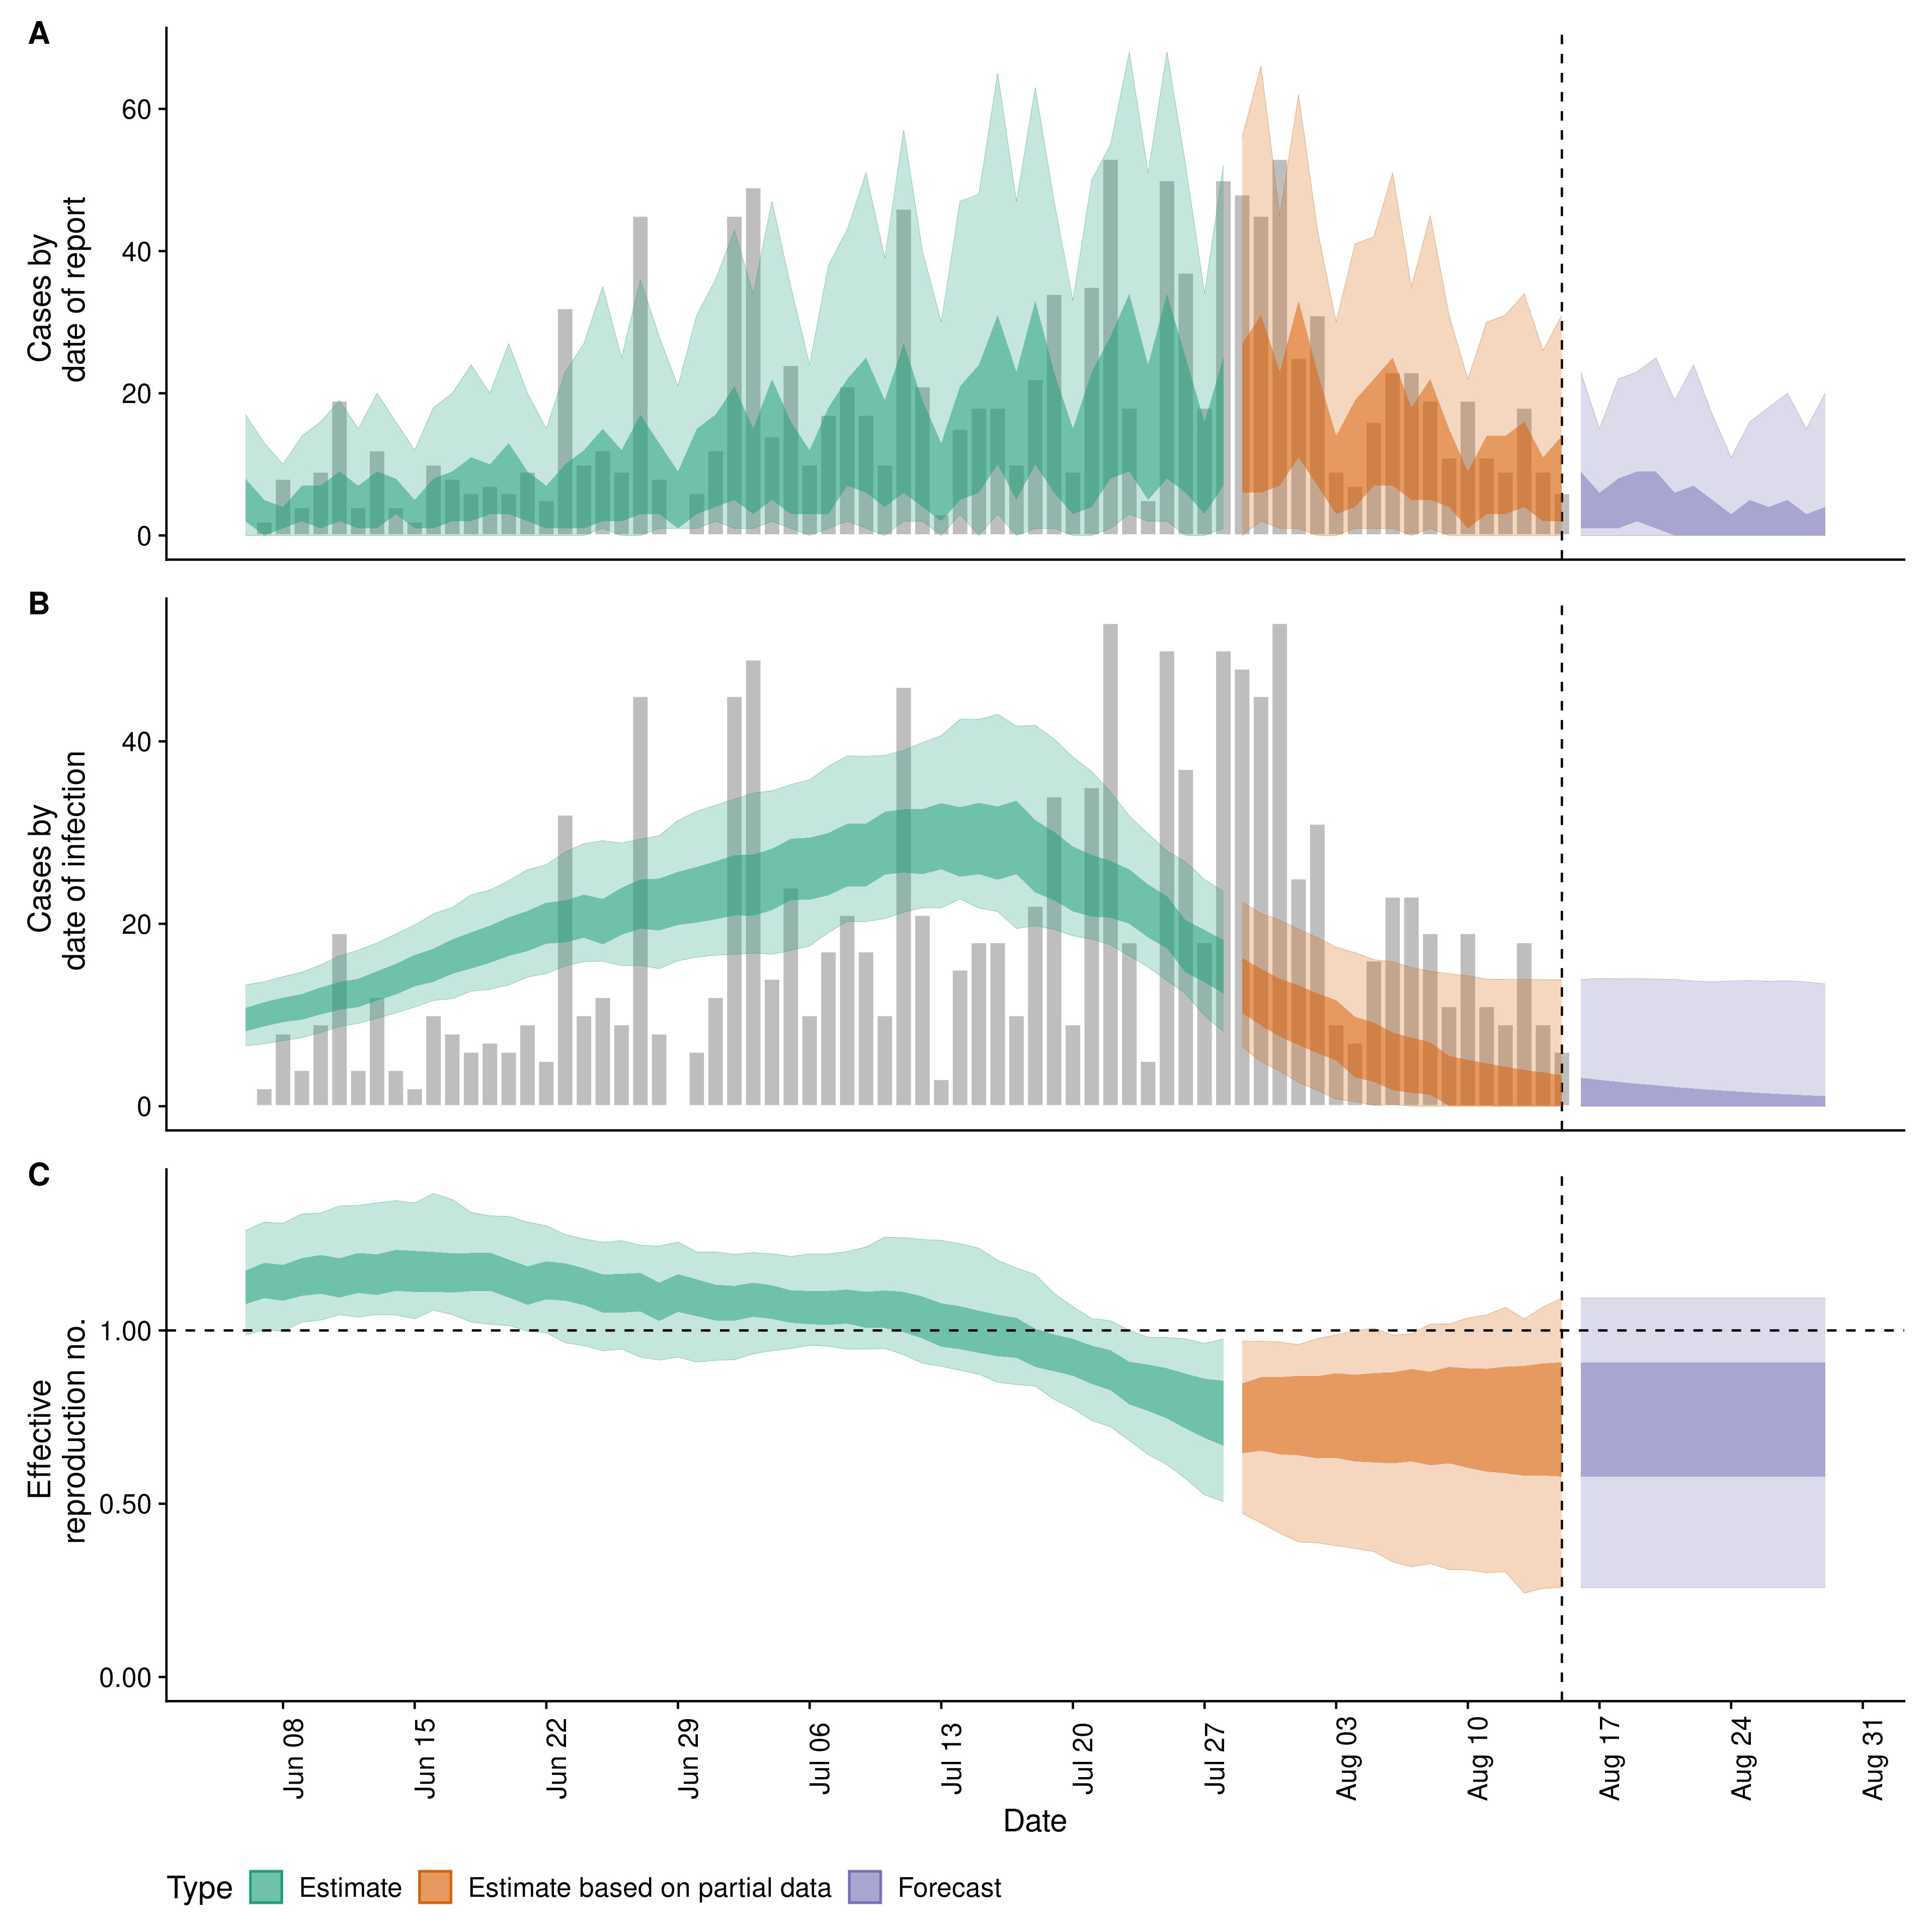 A
Cases by
date of report
60
40
20
0
B
Cases by
date of infection
40
20
0
C
Effective
reproduction no.
1.00
0.50
0.00
Jun 08
Jun 15
Jun 22
Jun 29
Jul 06
Jul 13
Jul 20
Jul 27
Aug 03
Aug 10
Aug 17
Aug 24
Aug 31
Date
Type Estimate Estimate based on partial data Forecast